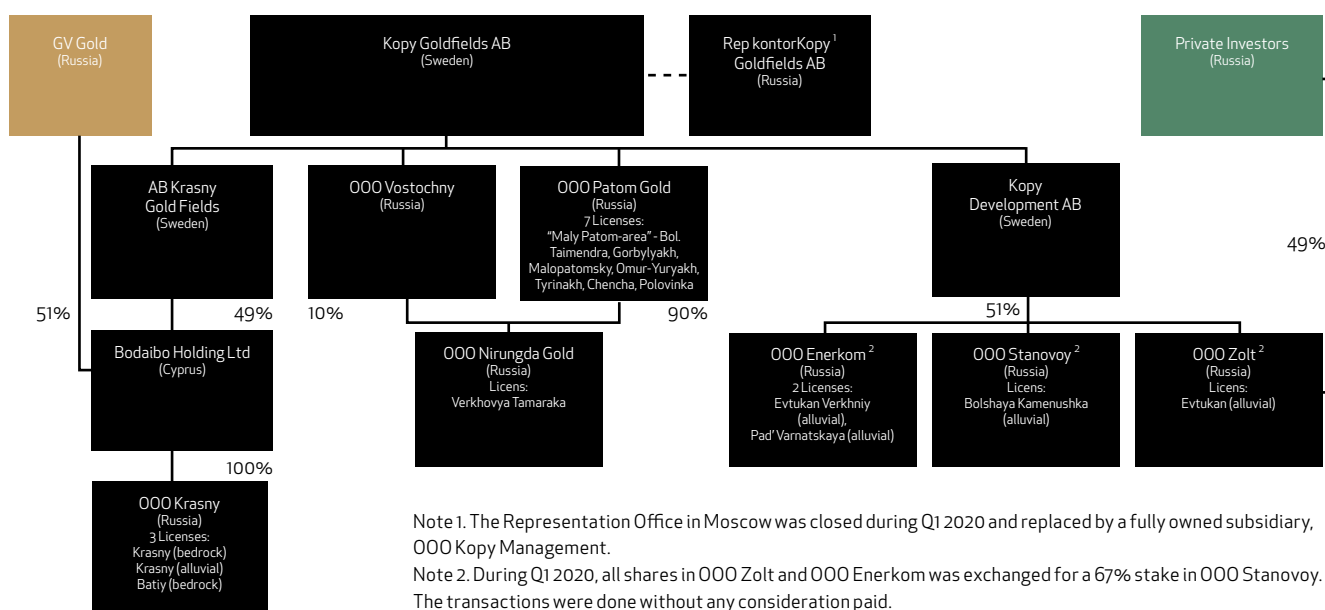 GV Gold
(Russia)
Kopy Goldfields AB
(Sweden)
Rep kontorKopy 1
Goldfields AB
(Russia)
Private Investors
(Russia)
AB Krasny
Gold Fields
(Sweden)
OOO Vostochny
(Russia)
OOO Patom Gold
(Russia)
7 Licenses:
"Maly Patom-area" - Bol.
Taimendra, Gorbylyakh,
Malopatomsky, Omur-Yuryakh,
Tyrinakh, Chencha, Polovinka
Kopy
Development AB
(Sweden)
49%
51%
49%
10%
90%
51%
Bodaibo Holding Ltd
(Cyprus)
OOO Nirungda Gold
(Russia)
Licens:
Verkhovya Tamaraka
OOO Enerkom 2
(Russia)
2 Licenses:
Evtukan Verkhniy
(alluvial),
Pad' Varnatskaya (alluvial)
OOO Stanovoy 2
(Russia)
Licens:
Bolshaya Kamenushka
(alluvial)
OOO Zolt 2
(Russia)
Licens:
Evtukan (alluvial)
100%
OOO Krasny
(Russia)
3 Licenses:
Krasny (bedrock)
Krasny (alluvial)
Batiy (bedrock)
Note 1. The Representation Office in Moscow was closed during Q1 2020 and replaced by a fully owned subsidiary,
OOO Kopy Management.
Note 2. During Q1 2020, all shares in OOO Zolt and OOO Enerkom was exchanged for a 67% stake in OOO Stanovoy.
The transactions were done without any consideration paid.